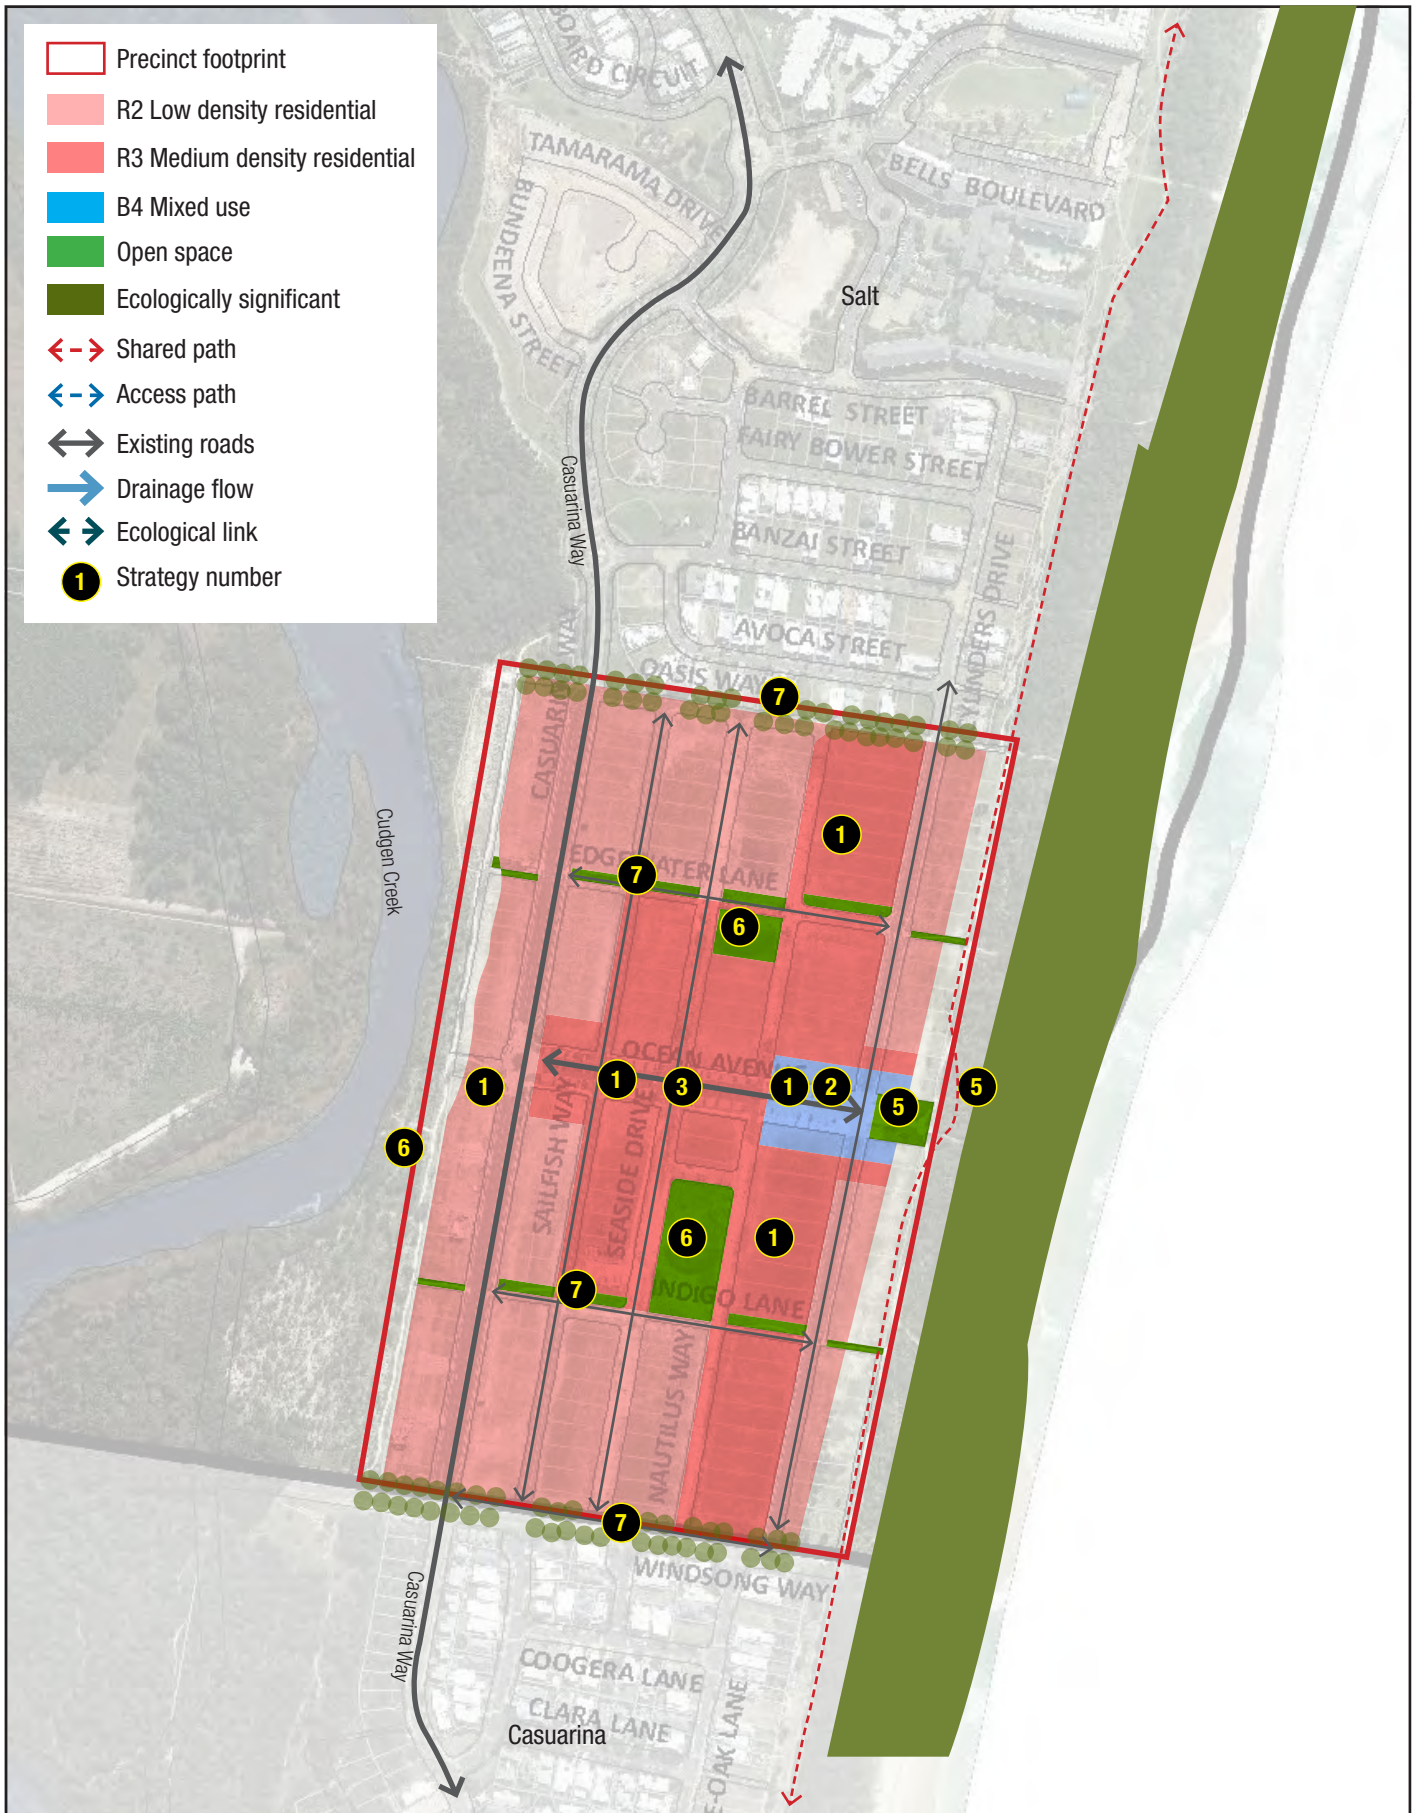 Precinct footprint
R2 Low density residential
R3 Medium density residential
B4 Mixed use
Open space
Ecologically significant
Shared path
Access path
Existing roads
Drainage flow
Ecological link
1 Strategy number
BOARD CIRCUIT
TAMARAMA DRIVE
BUNDEENA STREET
BELLS BOULEVARD
Salt
BARREL STREET
FAIRY BOWER STREET
Casuarina Way
BANZAI STREET
CYLINDERS DRIVE
AVOCA STREET
OASIS WAY
CASUARINA WAY
7
Cudgen Creek
1
EDGEWATER LANE
7
6
OCEAN AVENUE
1
1
3
1
2
5
5
6
SAILFISH WAY
SEASIDE DRIVE
6
1
INDIGO LANE
7
NAUTILUS WAY
7
WINDSONG WAY
Casuarina Way
COOGERA LANE
CLARA LANE
Casuarina
OAK LANE